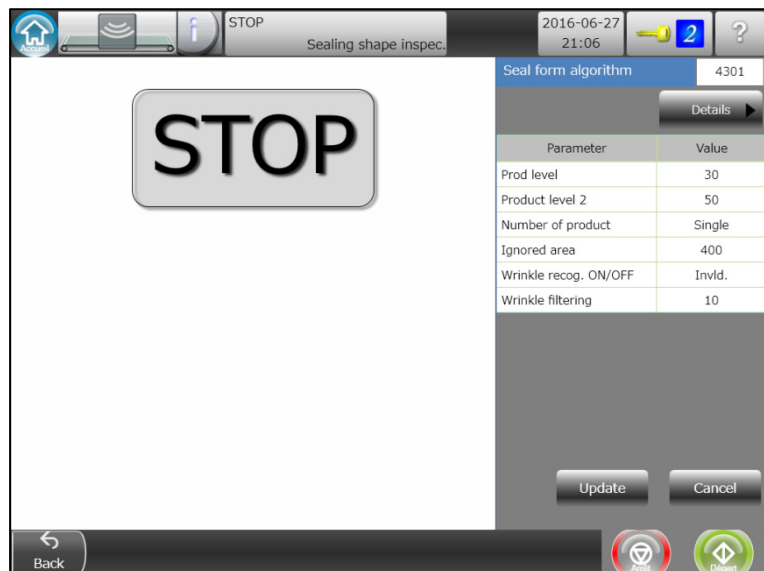 Accueil
i
STOP
Sealing shape inspec.
2016-06-27
21:06
2
?
Seal form algorithm 4301
Details
STOP
Parameter Value
Prod level 30
Product level 2 50
Number of product Single
Ignored area 400
Wrinkle recog. ON/OFF Invld.
Wrinkle filtering 10
Update Cancel
Back
Arrêt
Départ